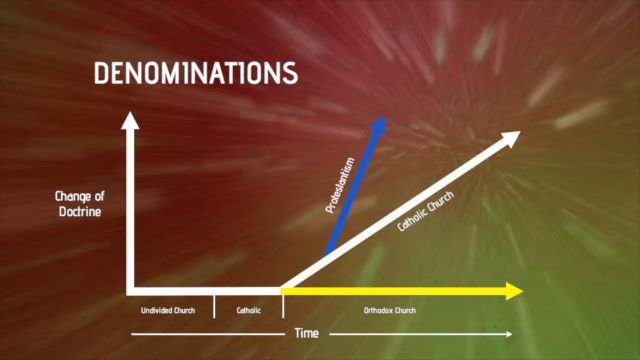 DENOMINATIONS
Change of
Doctrine
Protestantism
Catholic Church
Undivided Church
Catholic
Orthodox Church
Time